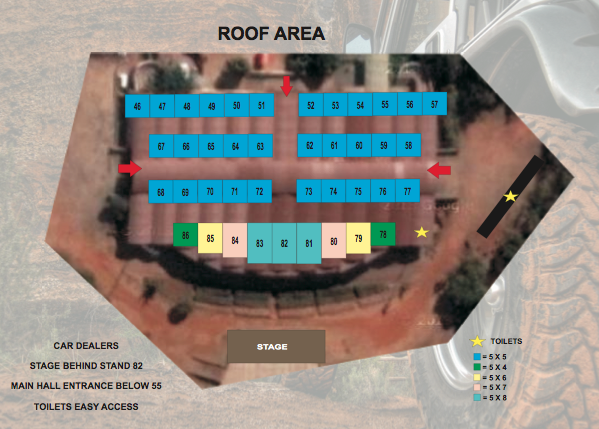 ROOF AREA
46 47 48 49 50 51 52 53 54 55 56 57
67 66 65 64 63 62 61 60 59 58
68 69 70 71 72 73 74 75 76 77
86 85 84 83 82 81 80 79 78
STAGE
CAR DEALERS
STAGE BEHIND STAND 82
MAIN HALL ENTRANCE BELOW 55
TOILETS EASY ACCESS
TOILETS
= 5 X 5
= 5 X 4
= 5 X 6
= 5 X 7
= 5 X 8